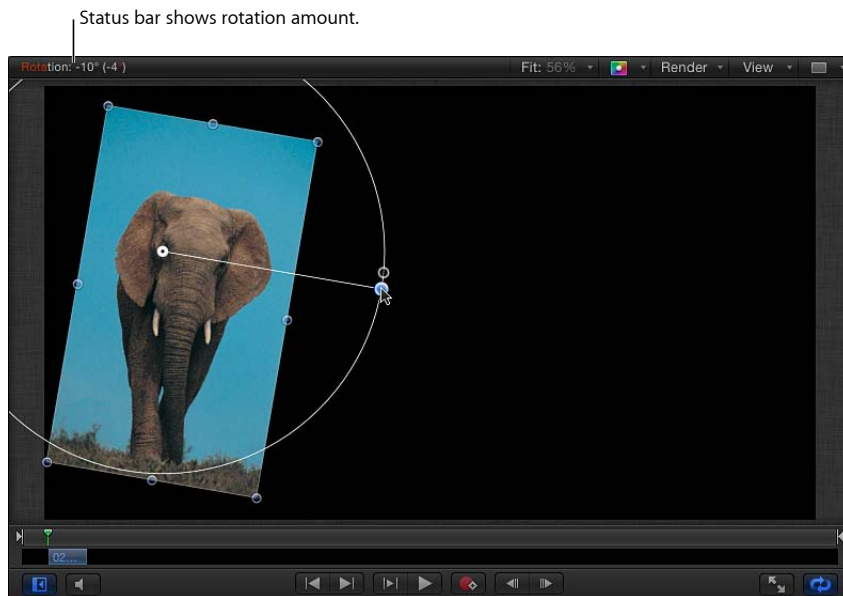 Status bar shows rotation amount.
Rotation: -10° (-4°)
Fit: 56%
Render
View
02...